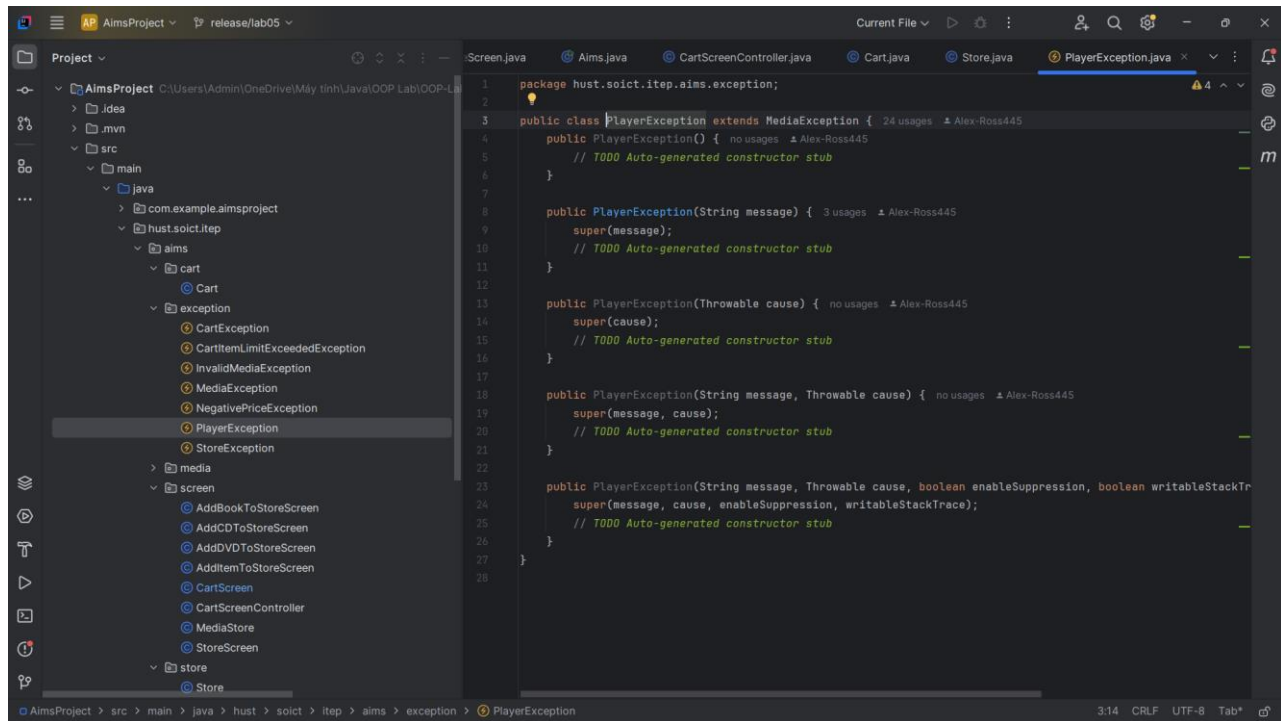 AP AimsProject release/lab05 Current File
Project
eScreen.java Aims.java CartScreenController.java Cart.java Store.java PlayerException.java
AimsProject C:\Users\Admin\OneDrive\Máy tính\Java\OOP Lab\OOP-La
.idea
.mvn
src
main
java
com.example.aimsproject
hust.soict.itep
aims
cart
Cart
exception
CartException
CartItemLimitExceededException
InvalidMediaException
MediaException
NegativePriceException
PlayerException
StoreException
media
screen
AddBookToStoreScreen
AddCDToStoreScreen
AddDVDToStoreScreen
AddItemToStoreScreen
CartScreen
CartScreenController
MediaStore
StoreScreen
store
Store
1 package hust.soict.itep.aims.exception; 4
2
3 public class PlayerException extends MediaException { 24 usages Alex-Ross445
4 public PlayerException() { no usages Alex-Ross445
5 // TODO Auto-generated constructor stub
6 }
7
8 public PlayerException(String message) { 3 usages Alex-Ross445
9 super(message);
10 // TODO Auto-generated constructor stub
11 }
12
13 public PlayerException(Throwable cause) { no usages Alex-Ross445
14 super(cause);
15 // TODO Auto-generated constructor stub
16 }
17
18 public PlayerException(String message, Throwable cause) { no usages Alex-Ross445
19 super(message, cause);
20 // TODO Auto-generated constructor stub
21 }
22
23 public PlayerException(String message, Throwable cause, boolean enableSuppression, boolean writableStackTr
24 super(message, cause, enableSuppression, writableStackTrace);
25 // TODO Auto-generated constructor stub
26 }
27 }
28
m
AimsProject > src > main > java > hust > soict > itep > aims > exception > PlayerException 3:14 CRLF UTF-8 Tab*